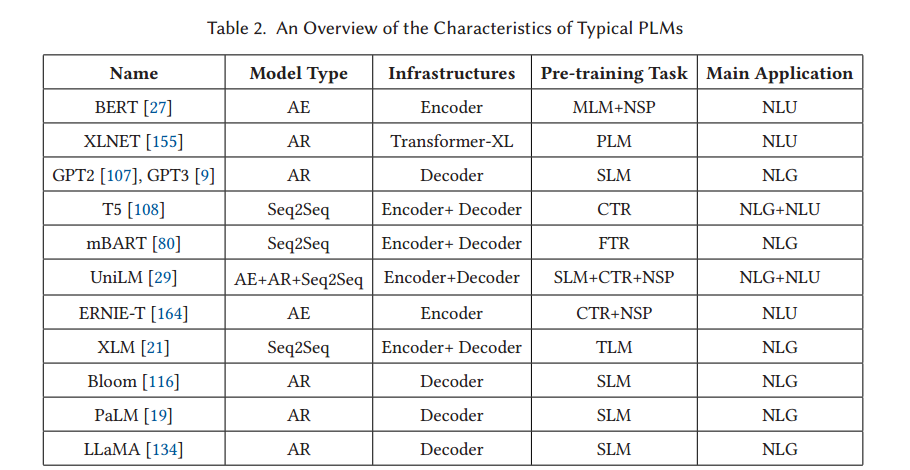 Table 2. An Overview of the Characteristics of Typical PLMs
Name Model Type Infrastructures Pre-training Task Main Application
BERT [27] AE Encoder MLM+NSP NLU
XLNET [155] AR Transformer-XL PLM NLU
GPT2 [107], GPT3 [9] AR Decoder SLM NLG
T5 [108] Seq2Seq Encoder+ Decoder CTR NLG+NLU
mBART [80] Seq2Seq Encoder+ Decoder FTR NLG
UniLM [29] AE+AR+Seq2Seq Encoder+Decoder SLM+CTR+NSP NLG+NLU
ERNIE-T [164] AE Encoder CTR+NSP NLU
XLM [21] Seq2Seq Encoder+ Decoder TLM NLG
Bloom [116] AR Decoder SLM NLG
PaLM [19] AR Decoder SLM NLG
LLaMA [134] AR Decoder SLM NLG